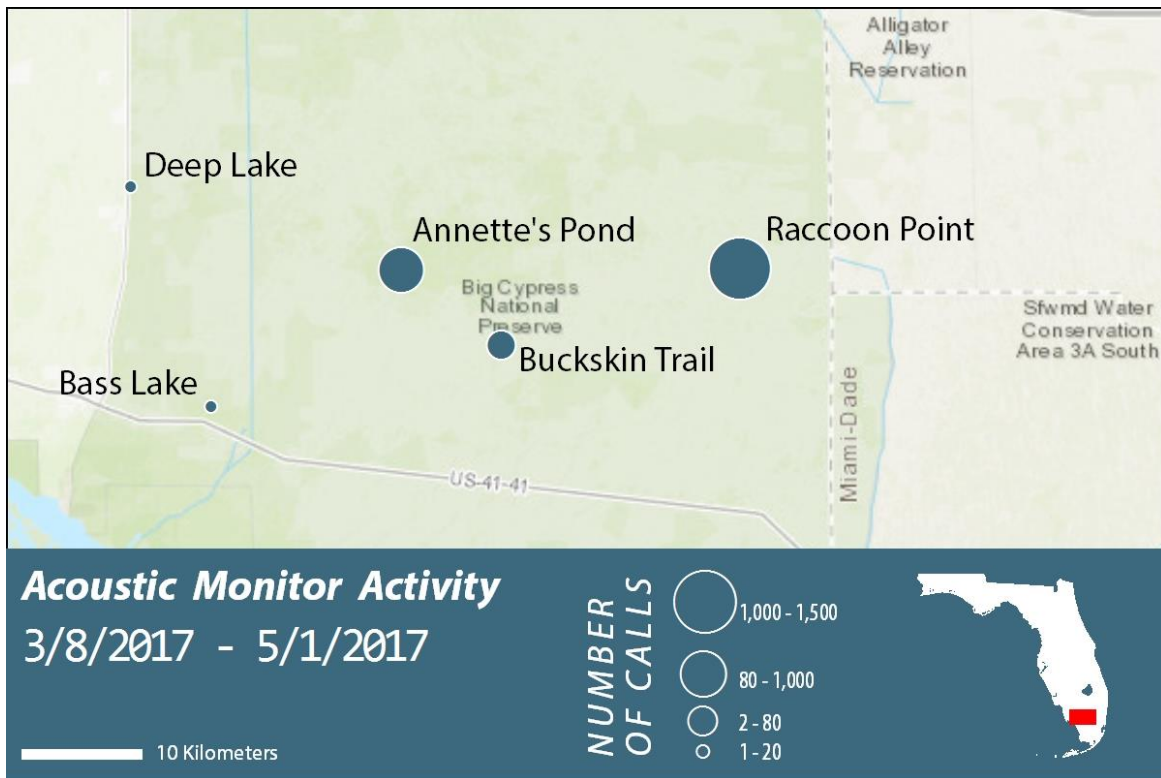 Alligator
Alley
Reservation
Deep Lake
Annette's Pond
Raccoon Point
Big Cypress
National
Preserve
Sfwmd Water
Conservation
Area 3A South
Buckskin Trail
Bass Lake
Miami-Dade
US-41-41
Acoustic Monitor Activity
3/8/2017 - 5/1/2017
10 Kilometers
NUMBER
OF CALLS
1,000 - 1,500
80 - 1,000
2 - 80
1 - 20